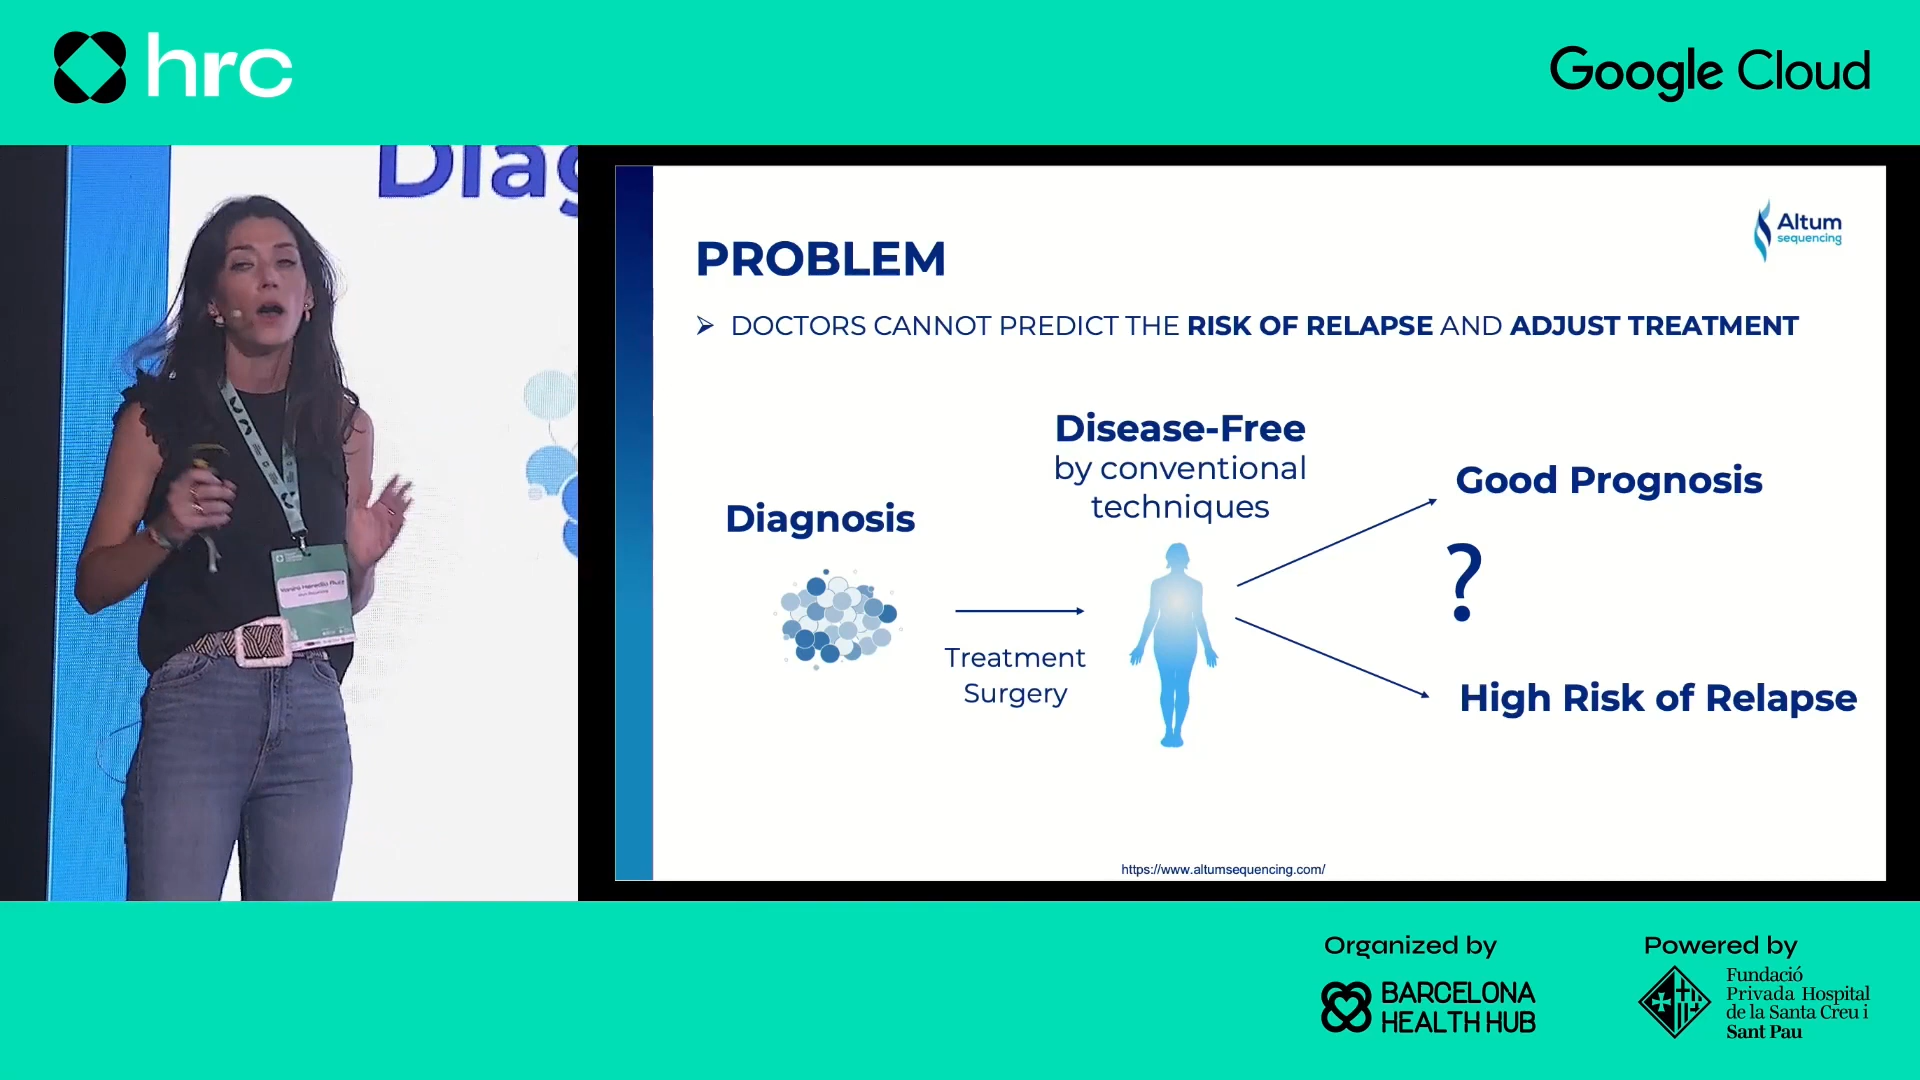 hrc
Google Cloud
Diag
Altum
sequencing
PROBLEM
➢ DOCTORS CANNOT PREDICT THE RISK OF RELAPSE AND ADJUST TREATMENT
Disease-Free
by conventional
techniques
Diagnosis
Treatment
Surgery
Good Prognosis
?
High Risk of Relapse
https://www.altumsequencing.com/
Organized by
BARCELONA
HEALTH HUB
Powered by
Fundació
Privada Hospital
de la Santa Creu i
Sant Pau